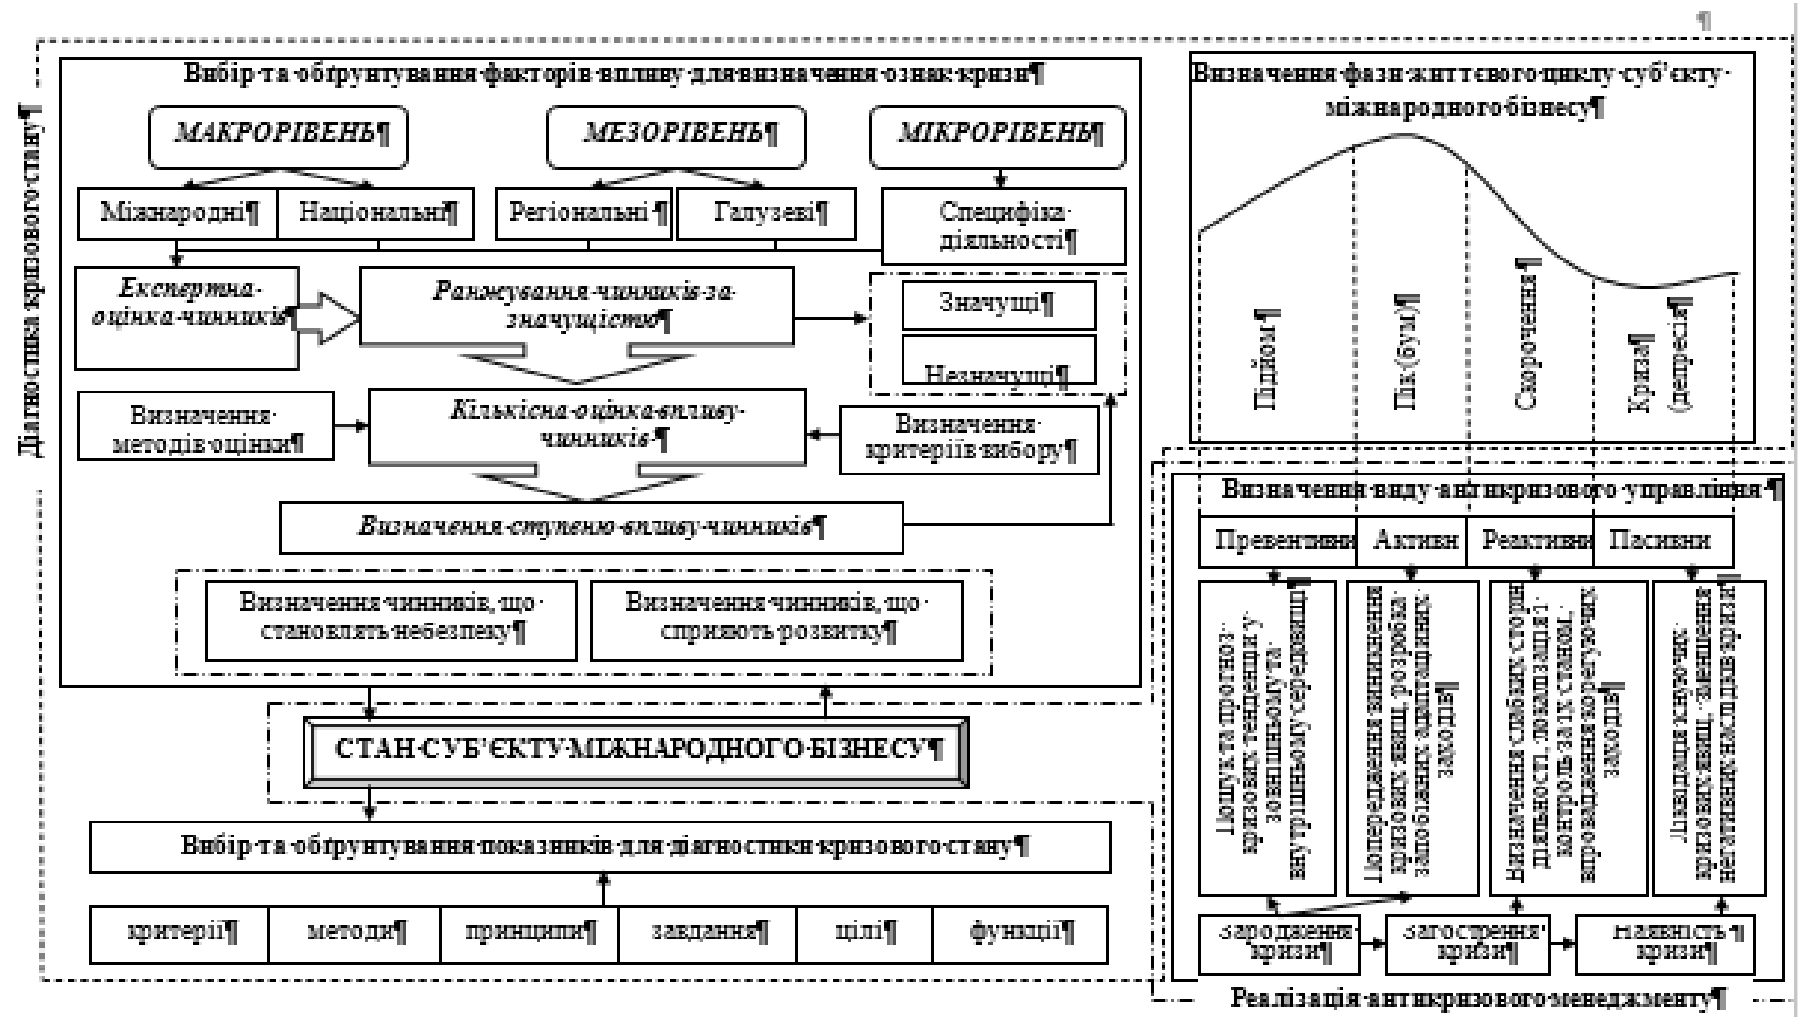 Вибір та обґрунтування факторів впливу для визначення ознак кризи¶
МАКРОРІВЕНЬ¶
МЕЗОРІВЕНЬ¶
МІКРОРІВЕНЬ¶
Міжнародні¶
Національні¶
Регіональні ¶
Галузеві¶
Специфіка
діяльності¶
Експертна
оцінка чинників¶
Ранжування чинників за
значущістю¶
Значущі¶
Незначущі¶
Визначення
методів оцінки¶
Кількісна оцінка впливу
чинників ¶
Визначення
критеріїв вибору¶
Визначення ступеню впливу чинників¶
Визначення чинників, що
становлять небезпеку¶
Визначення чинників, що
сприяють розвитку¶
СТАН СУБ’ЄКТУ МІЖНАРОДНОГО БІЗНЕСУ¶
Вибір та обґрунтування показників для діагностики кризового стану¶
критерії¶
методи¶
принципи¶
завдання¶
цілі¶
функції¶
Діагностика кризового стану¶
¶
Визначення фази життєвого циклу суб’єкту
міжнародного бізнесу¶
Підйом¶
Пік (бум)¶
Скорочення¶
Криза¶
(депресія¶
Визначення виду антикризового управління ¶
Превентивни
Активн
Реактивни
Пасивни
Пошук та прогноз
кризових тенденцій у
зовнішньому та
внутрішньому середовищі¶
Попередження виникнення
кризових явищ, розробка
запобіжних адаптаційних
заходів¶
Визначення слабких сторін
діяльності, локалізація і
контроль за їх станом,
впровадження корегуючих
заходів¶
Ліквідація існуючих
кризових явищ, зменшення
негативних наслідків кризи¶
Зародження
кризи¶
Загострення
кризи¶
Наявність ¶
кризи¶
Реалізація антикризового менеджменту¶